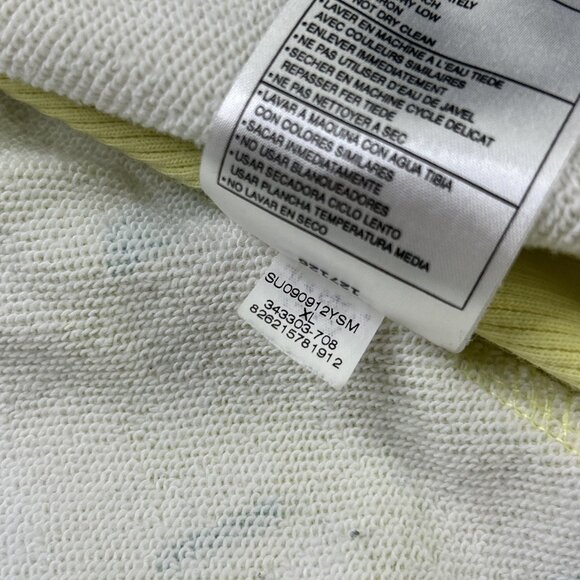 RY LOW
RON
NOT DRY CLEAN
• LAVER EN MACHINE A L'EAU TIEDE
AVEC COULEURS SIMILAIRES
• ENLEVER IMMEDIATEMENT
• NE PAS UTILISER D'EAU DE JAVEL
• SECHER EN MACHINE CYCLE DELICAT
REPASSER FER TIEDE
• NE PAS NETTOYER A SEC
• LAVAR A MAQUINA CON AGUA TIBIA
CON COLORES SIMILARES
• SACAR INMEDIATAMENTE
• NO USAR BLANQUEADORES
• USAR SECADORA CICLO LENTO
• USAR PLANCHA TEMPERATURA MEDIA
• NO LAVAR EN SECO
SU090912YSM
XL
343303-708
826215781912